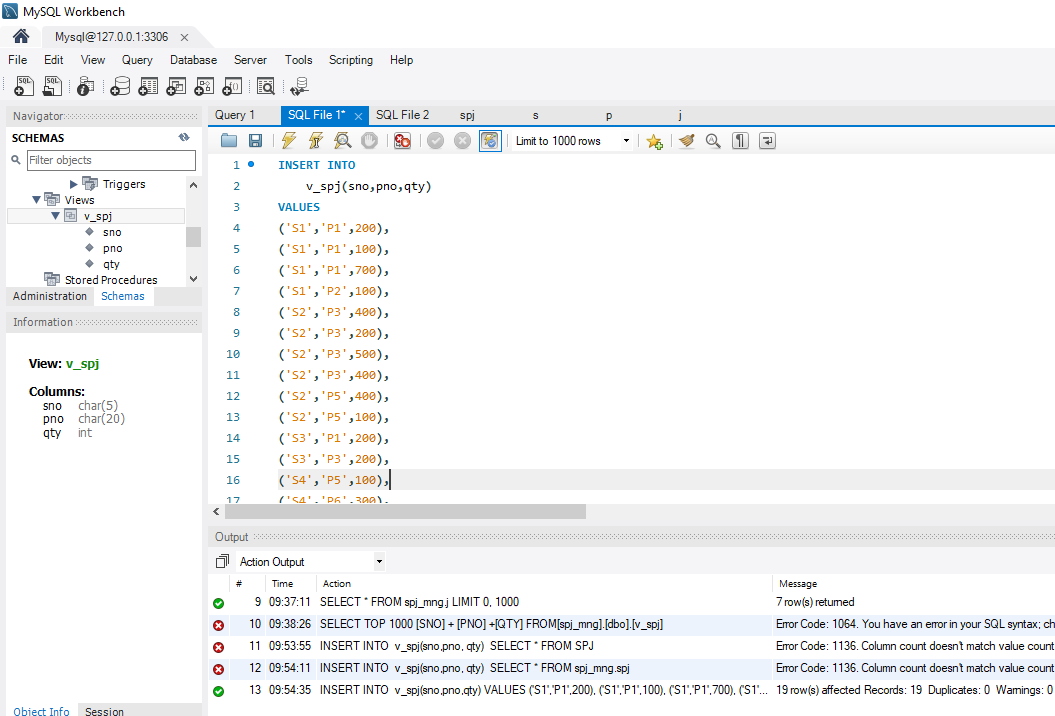 MySQL Workbench
Mysql@127.0.0.1:3306
File Edit View Query Database Server Tools Scripting Help
Navigator
SCHEMAS
Filter objects
Triggers
Views
v_spj
sno
pno
qty
Stored Procedures
Administration Schemas
Information
View: v_spj
Columns:
sno char(5)
pno char(20)
qty int
Object Info Session
Query 1 SQL File 1* SQL File 2 spj s p j
Limit to 1000 rows
1 INSERT INTO
2 v_spj(sno,pno,qty)
3 VALUES
4 ('S1','P1',200),
5 ('S1','P1',100),
6 ('S1','P1',700),
7 ('S1','P2',100),
8 ('S2','P3',400),
9 ('S2','P3',200),
10 ('S2','P3',500),
11 ('S2','P3',400),
12 ('S2','P5',400),
13 ('S2','P5',100),
14 ('S3','P1',200),
15 ('S3','P3',200),
16 ('S4','P5',100),
17 ('S4','P6',300),
Output
Action Output
# Time Action Message
9 09:37:11 SELECT * FROM spj_mng.j LIMIT 0, 1000 7 row(s) returned
10 09:38:26 SELECT TOP 1000 [SNO] + [PNO] +[QTY] FROM[spj_mng].[dbo].[v_spj] Error Code: 1064. You have an error in your SQL syntax; ch
11 09:53:55 INSERT INTO v_spj(sno,pno, qty) SELECT * FROM SPJ Error Code: 1136. Column count doesn't match value count
12 09:54:11 INSERT INTO v_spj(sno,pno, qty) SELECT * FROM spj_mng.spj Error Code: 1136. Column count doesn't match value count
13 09:54:35 INSERT INTO v_spj(sno,pno,qty) VALUES ('S1','P1',200), ('S1','P1',100), ('S1','P1',700), ('S1'... 19 row(s) affected Records: 19 Duplicates: 0 Warnings: 0